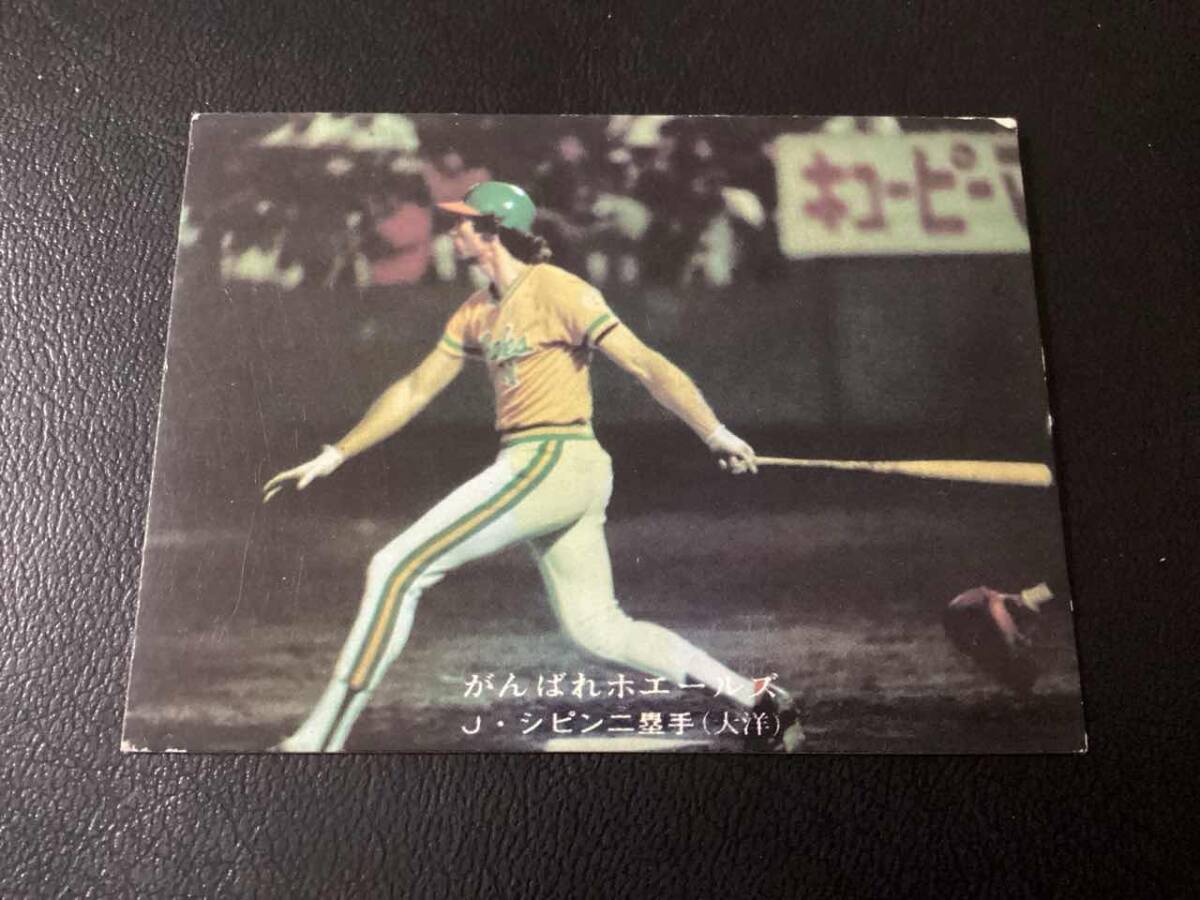 キユーピー
がんばれホエールズ
J・シピン二塁手(大洋)